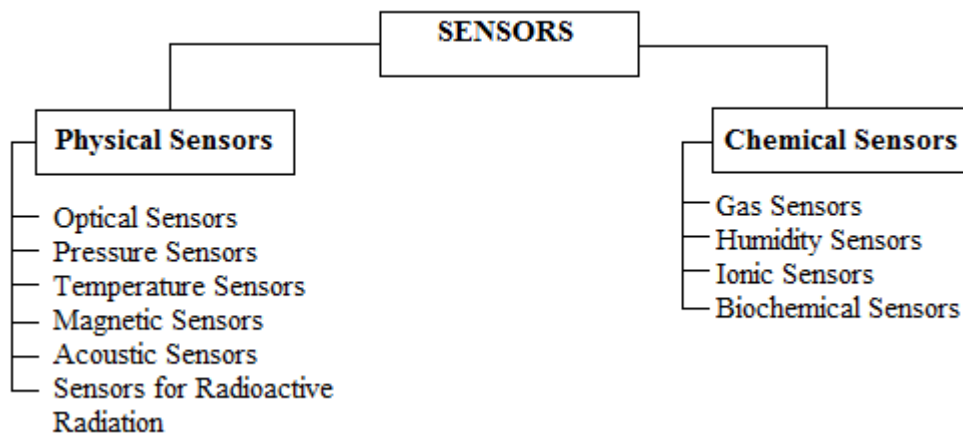 SENSORS
Physical Sensors
Optical Sensors
Pressure Sensors
Temperature Sensors
Magnetic Sensors
Acoustic Sensors
Sensors for Radioactive
Radiation
Chemical Sensors
Gas Sensors
Humidity Sensors
Ionic Sensors
Biochemical Sensors